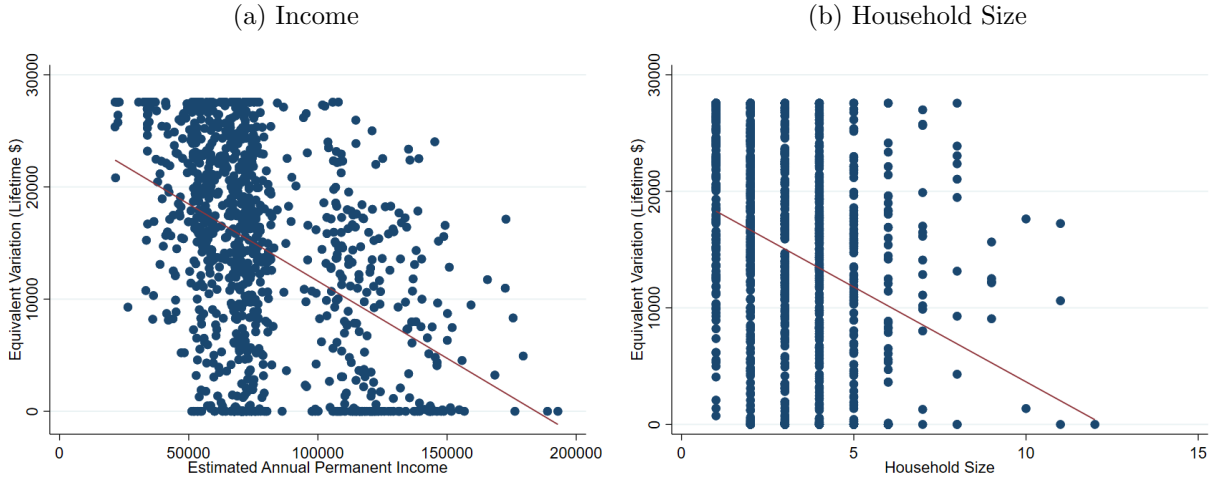 (a) Income
(b) Household Size
Equivalent Variation (Lifetime $)
30000
20000
10000
0
0
50000
100000
150000
200000
Estimated Annual Permanent Income
Equivalent Variation (Lifetime $)
30000
20000
10000
0
0
5
10
15
Household Size